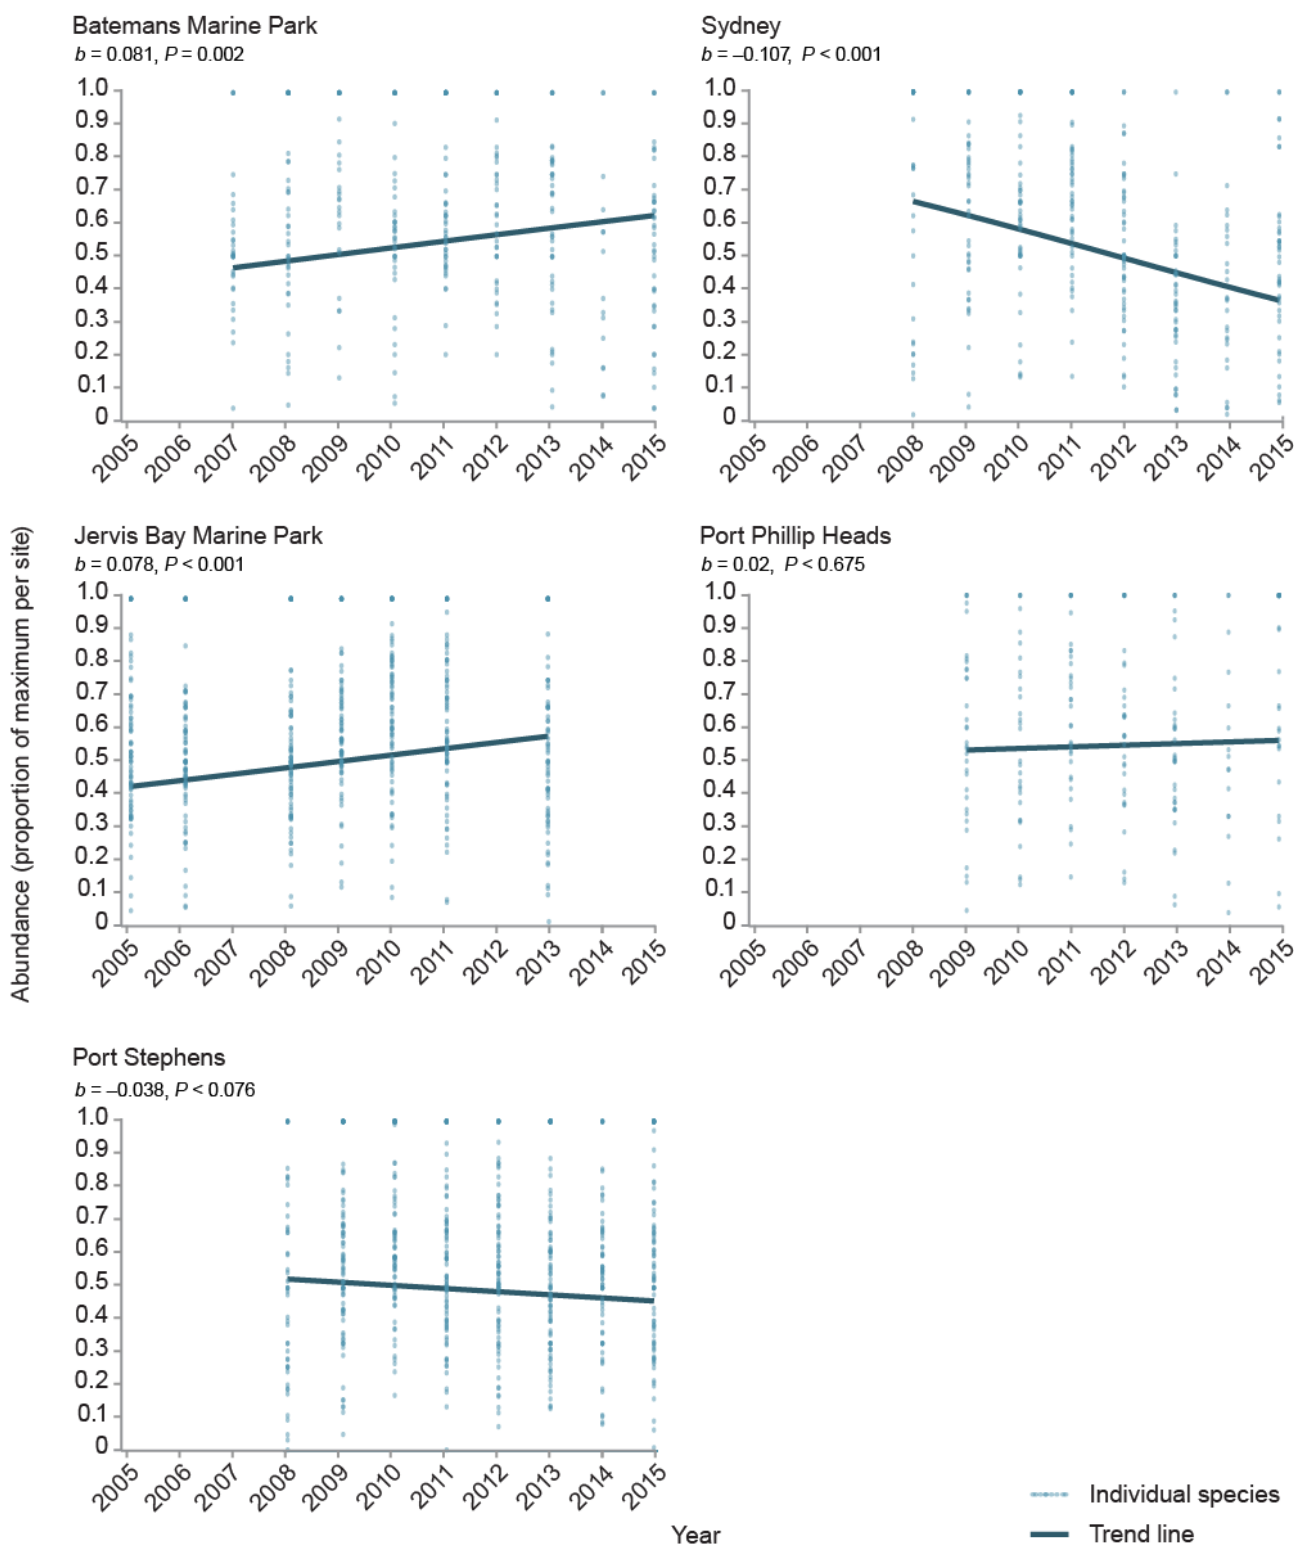 Batemans Marine Park
b = 0.081, P = 0.002
1.0
0.9
0.8
0.7
0.6
0.5
0.4
0.3
0.2
0.1
0
2005 2006 2007 2008 2009 2010 2011 2012 2013 2014 2015
Sydney
b = –0.107, P < 0.001
1.0
0.9
0.8
0.7
0.6
0.5
0.4
0.3
0.2
0.1
0
2005 2006 2007 2008 2009 2010 2011 2012 2013 2014 2015
Abundance (proportion of maximum per site)
Jervis Bay Marine Park
b = 0.078, P < 0.001
1.0
0.9
0.8
0.7
0.6
0.5
0.4
0.3
0.2
0.1
0
2005 2006 2007 2008 2009 2010 2011 2012 2013 2014 2015
Port Phillip Heads
b = 0.02, P < 0.675
1.0
0.9
0.8
0.7
0.6
0.5
0.4
0.3
0.2
0.1
0
2005 2006 2007 2008 2009 2010 2011 2012 2013 2014 2015
Port Stephens
b = –0.038, P < 0.076
1.0
0.9
0.8
0.7
0.6
0.5
0.4
0.3
0.2
0.1
0
2005 2006 2007 2008 2009 2010 2011 2012 2013 2014 2015
Year
Individual species
Trend line